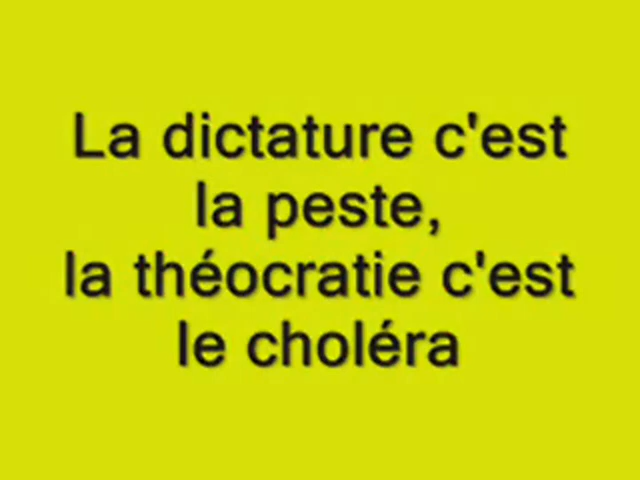 La dictature c'est
la peste,
la théocratie c'est
le choléra